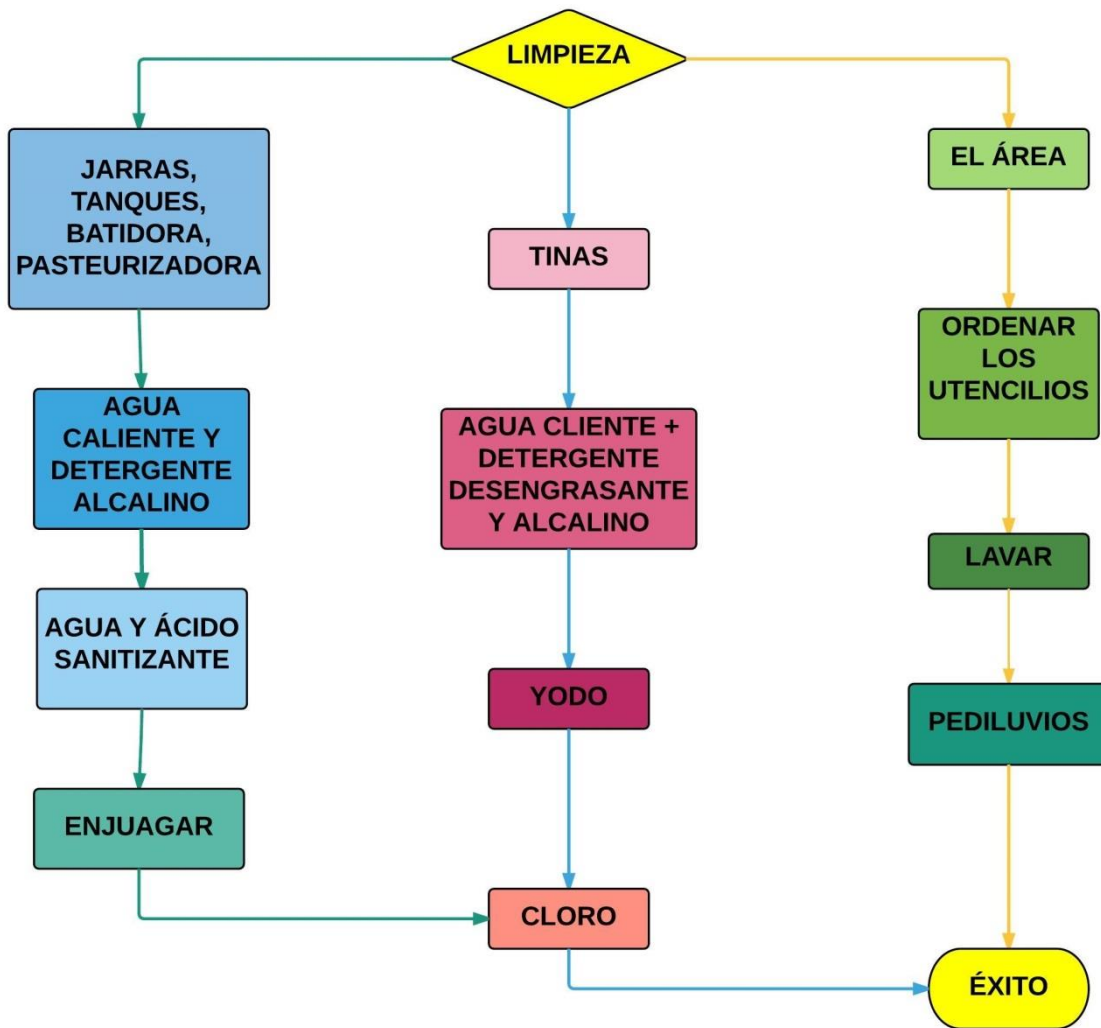 LIMPIEZA
JARRAS,
TANQUES,
BATIDORA,
PASTEURIZADORA
AGUA
CALIENTE Y
DETERGENTE
ALCALINO
AGUA Y ÁCIDO
SANITIZANTE
ENJUAGAR
TINAS
AGUA CLIENTE +
DETERGENTE
DESENGRASANTE
Y ALCALINO
YODO
CLORO
EL ÁREA
ORDENAR
LOS
UTENCILIOS
LAVAR
PEDILUVIOS
ÉXITO